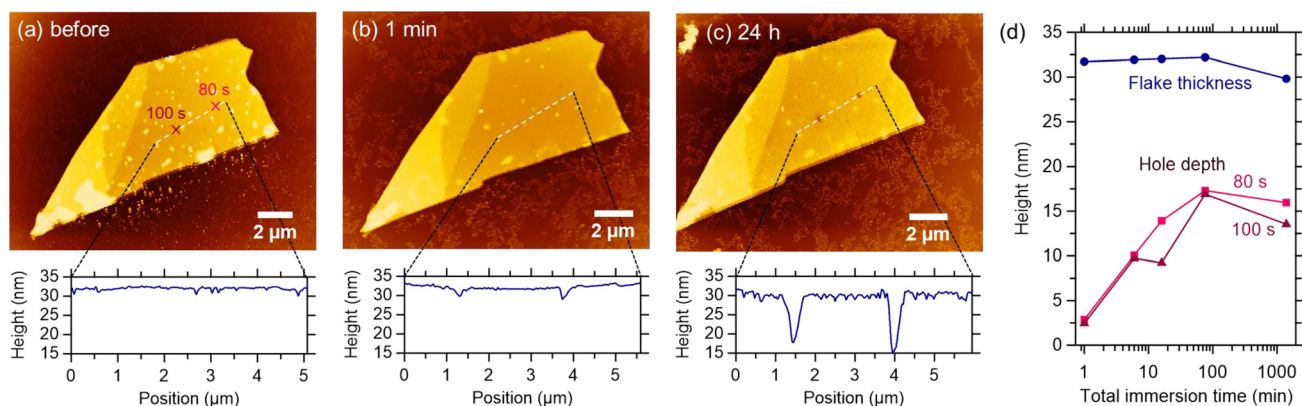 (a) before
80 s
100 s
2 µm
(b) 1 min
2 µm
(c) 24 h
2 µm
(d)
35
30
25
20
15
10
5
0
Height (nm)
Flake thickness
Hole depth
80 s
100 s
1 10 100 1000
Total immersion time (min)
Height (nm)
35
30
25
20
15
0 1 2 3 4 5
Position (µm)
Height (nm)
35
30
25
20
15
0 1 2 3 4 5
Position (µm)
Height (nm)
35
30
25
20
15
0 1 2 3 4 5
Position (µm)